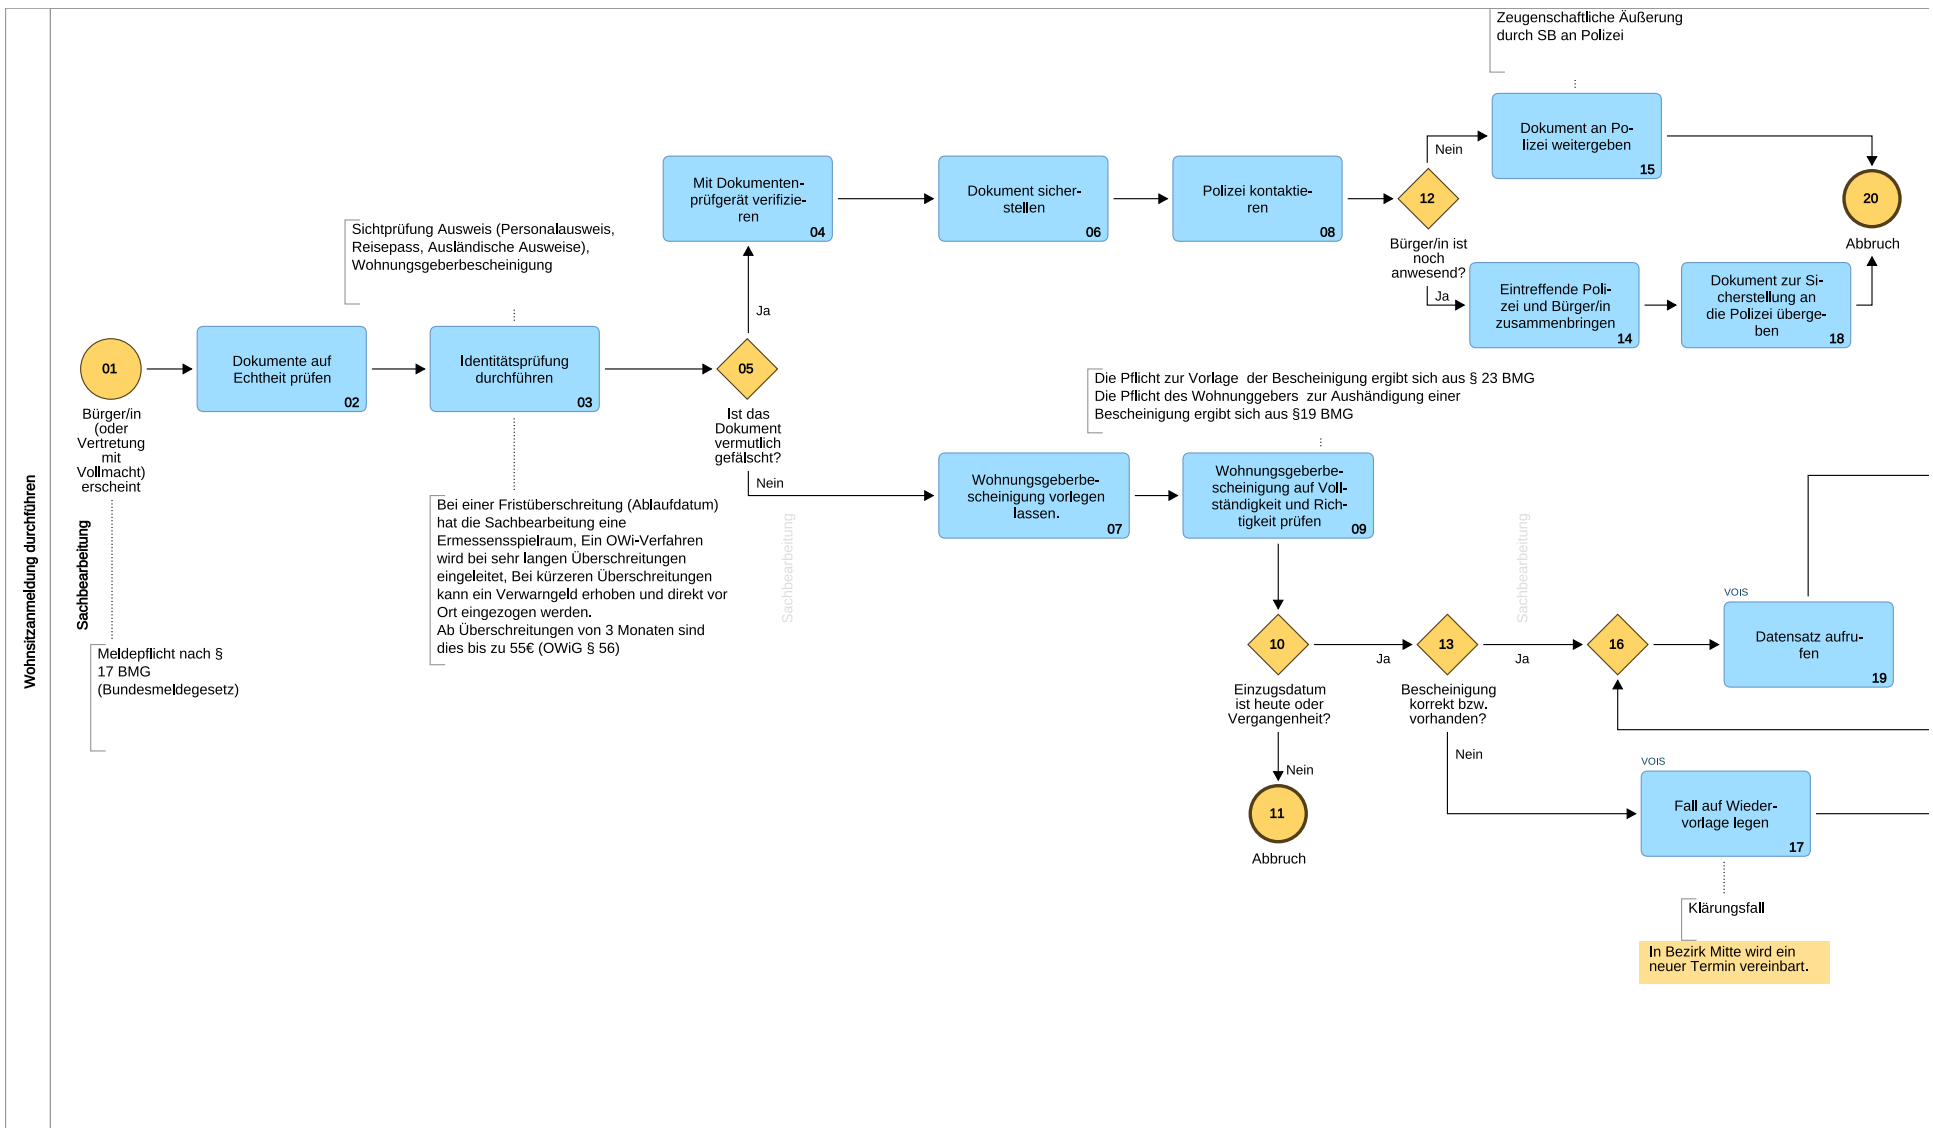 Wohnsitzanmeldung durchführen
Sachbearbeitung
01
Bürger/in
(oder
Vertretung
mit
Vollmacht)
erscheint
Meldepflicht nach §
17 BMG
(Bundesmeldegesetz)
Dokumente auf
Echtheit prüfen
02
Sichtprüfung Ausweis (Personalausweis,
Reisepass, Ausländische Ausweise),
Wohnungsgeberbescheinigung
Identitätsprüfung
durchführen
03
Bei einer Fristüberschreitung (Ablaufdatum)
hat die Sachbearbeitung eine
Ermessensspielraum, Ein OWi-Verfahren
wird bei sehr langen Überschreitungen
eingeleitet, Bei kürzeren Überschreitungen
kann ein Verwarngeld erhoben und direkt vor
Ort eingezogen werden.
Ab Überschreitungen von 3 Monaten sind
dies bis zu 55€ (OWiG § 56)
05
Ist das
Dokument
vermutlich
gefälscht?
Ja
Nein
Mit Dokumenten-
prüfgerät verifizie-
ren
04
Dokument sicher-
stellen
06
Polizei kontaktie-
ren
08
12
Bürger/in ist
noch
anwesend?
Nein
Ja
Zeugenschaftliche Äußerung
durch SB an Polizei
Dokument an Po-
lizei weitergeben
15
Eintreffende Poli-
zei und Bürger/in
zusammenbringen
14
Dokument zur Si-
cherstellung an
die Polizei überge-
ben
18
20
Abbruch
Die Pflicht zur Vorlage  der Bescheinigung ergibt sich aus § 23 BMG
Die Pflicht des Wohnunggebers  zur Aushändigung einer
Bescheinigung ergibt sich aus §19 BMG
Wohnungsgeberbe-
scheinigung vorlegen
lassen.
07
Wohnungsgeberbe-
scheinigung auf Voll-
ständigkeit und Rich-
tigkeit prüfen
09
Sachbearbeitung
Sachbearbeitung
10
Einzugsdatum
ist heute oder
Vergangenheit?
Ja
Nein
11
Abbruch
13
Bescheinigung
korrekt bzw.
vorhanden?
Ja
Nein
16
VOIS
Datensatz aufru-
fen
19
VOIS
Fall auf Wieder-
vorlage legen
17
Klärungsfall
In Bezirk Mitte wird ein
neuer Termin vereinbart.